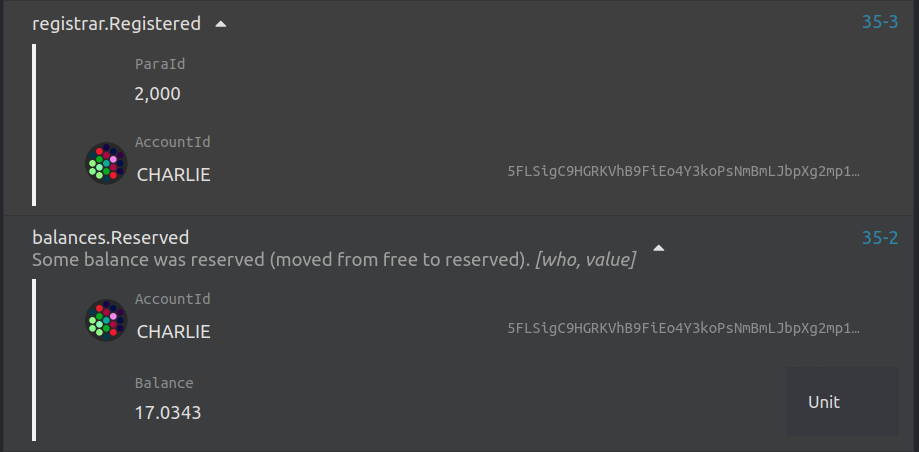 registrar.Registered 35-3
ParaId
2,000
AccountId
CHARLIE 5FLSigC9HGRKVhB9FiEo4Y3koPsNmBmLJbpXg2mp1…
balances.Reserved 35-2
Some balance was reserved (moved from free to reserved). [who, value]
AccountId
CHARLIE 5FLSigC9HGRKVhB9FiEo4Y3koPsNmBmLJbpXg2mp1…
Balance
17.0343 Unit